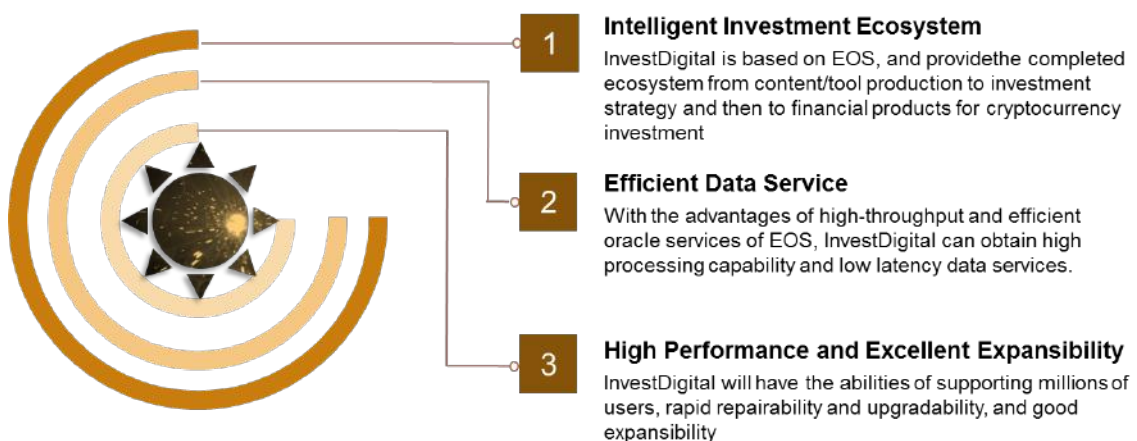 1
Intelligent Investment Ecosystem
InvestDigital is based on EOS, and providethe completed
ecosystem from content/tool production to investment
strategy and then to financial products for cryptocurrency
investment
2
Efficient Data Service
With the advantages of high-throughput and efficient
oracle services of EOS, InvestDigital can obtain high
processing capability and low latency data services.
3
High Performance and Excellent Expansibility
InvestDigital will have the abilities of supporting millions of
users, rapid repairability and upgradability, and good
expansibility